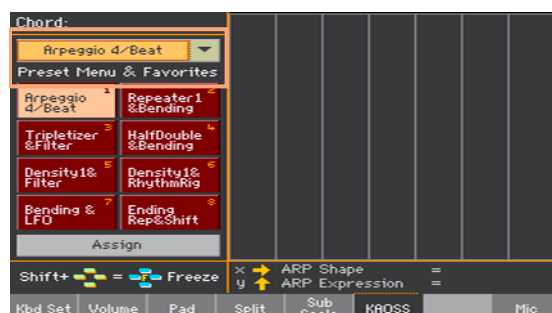 Chord:
Arpeggio 4/Beat
Preset Menu & Favorites
Arpeggio 4/Beat 1
Repeater1 &Bending 2
Tripletizer &Filter 3
HalfDouble &Bending 4
Density1& Filter 5
Density1& RhythmRig 6
Bending & LFO 7
Ending Rep&Shift 8
Assign
Shift+ = F Freeze
x ARP Shape =
y ARP Expression =
Kbd Set Volume Pad Split Sub Scale KAOSS Mic